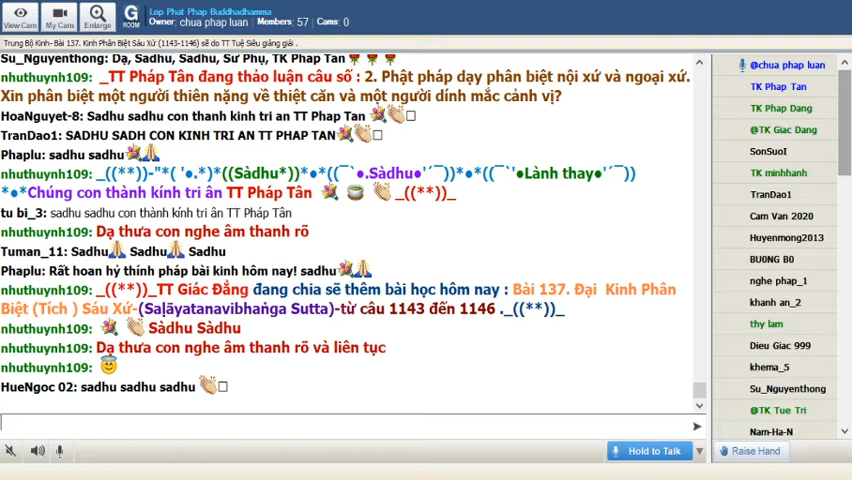 View Cam
My Cam
Enlarge
G
ROOM
Lop Phat Phap Buddhadhamma
Owner: chua phap luan Members: 57 Cams: 0
Trung Bộ Kinh- Bài 137. Kinh Phân Biệt Sáu Xứ (1143-1146) sẽ do TT Tuệ Siêu giảng giải .
Su_Nguyenthong: Dạ, Sadhu, Sadhu, Sư Phụ, TK Phap Tan
nhuthuynh109: _TT Pháp Tân đang thảo luận câu số : 2. Phật pháp dạy phân biệt nội xứ và ngoại xứ.
Xin phân biệt một người thiên nặng về thiệt căn và một người dính mắc cảnh vị?
HoaNguyet-8: Sadhu sadhu con thanh kinh tri an TT Phap Tan
TranDao1: SADHU SADH CON KINH TRI AN TT PHAP TAN
Phaplu: sadhu sadhu
nhuthuynh109: _((**))-"*( '•.*)*((Sàdhu*))*•*((¯`•.Sàdhu•'´¯))*•*((¯`'•Lành thay•'´¯))
*•*Chúng con thành kính tri ân TT Pháp Tân _((**))_
tu bi_3: sadhu sadhu con thành kính tri ân TT Pháp Tân
nhuthuynh109: Dạ thưa con nghe âm thanh rõ
Tuman_11: Sadhu Sadhu Sadhu
Phaplu: Rất hoan hỷ thính pháp bài kinh hôm nay! sadhu
nhuthuynh109: _((**))_TT Giác Đẳng đang chia sẽ thêm bài học hôm nay : Bài 137. Đại Kinh Phân
Biệt (Tích ) Sáu Xứ-(Saḷāyatanavibhaṅga Sutta)-từ câu 1143 đến 1146 ._((**))_
nhuthuynh109: Sàdhu Sàdhu
nhuthuynh109: Dạ thưa con nghe âm thanh rõ và liên tục
nhuthuynh109:
HueNgoc 02: sadhu sadhu sadhu
Hold to Talk
@chua phap luan
TK Phap Tan
TK Phap Dang
@TK Giac Dang
SonSuoI
TK minhhanh
TranDao1
Cam Van 2020
Huyenmong2013
BU0NG B0
nghe phap_1
khanh an_2
thy lam
Dieu Giac 999
khema_5
Su_Nguyenthong
@TK Tue Tri
Nam-Ha-N
Raise Hand